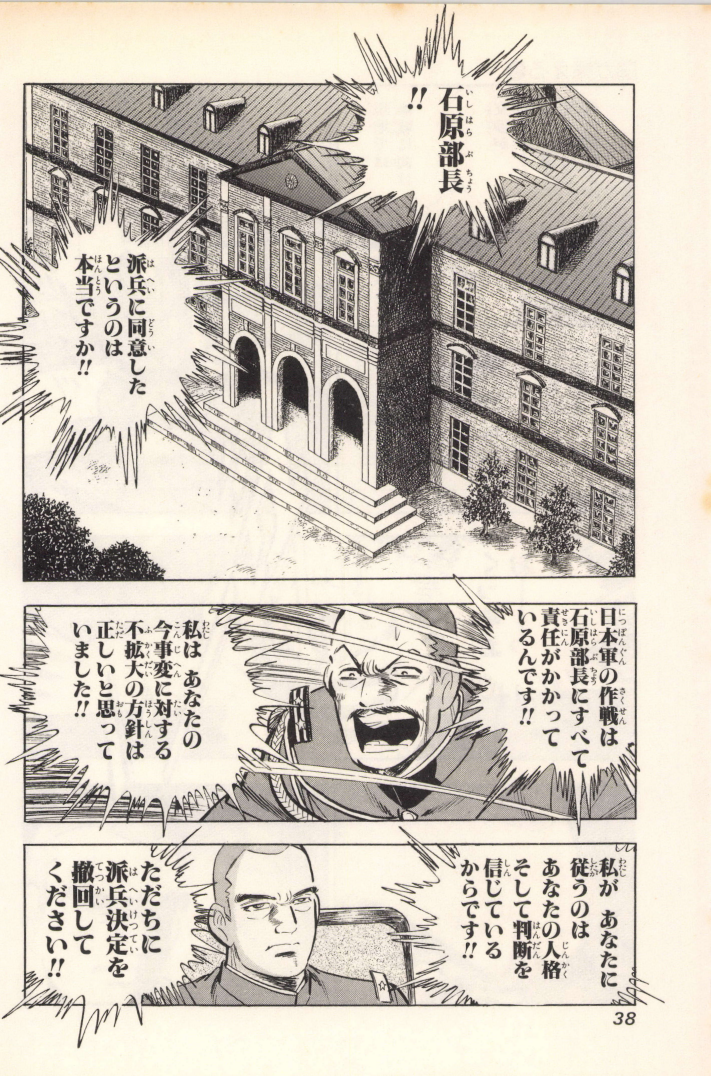 石原部長
!!
派兵に同意した
というのは
本当ですか!!
日本軍の作戦は
石原部長にすべて
責任がかかって
いるんです!!
私は あなたの
今事変に対する
不拡大の方針は
正しいと思って
いました!!
私が あなたに
従うのは
あなたの人格
そして判断を
信じている
からです!!
ただちに
派兵決定を
撤回して
ください!!
38